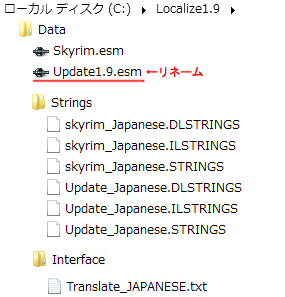 ローカル ディスク (C:) ▶ Localize1.9 ▶
Data
Skyrim.esm
Update1.9.esm ←リネーム
Strings
skyrim_Japanese.DLSTRINGS
skyrim_Japanese.ILSTRINGS
skyrim_Japanese.STRINGS
Update_Japanese.DLSTRINGS
Update_Japanese.ILSTRINGS
Update_Japanese.STRINGS
Interface
Translate_JAPANESE.txt